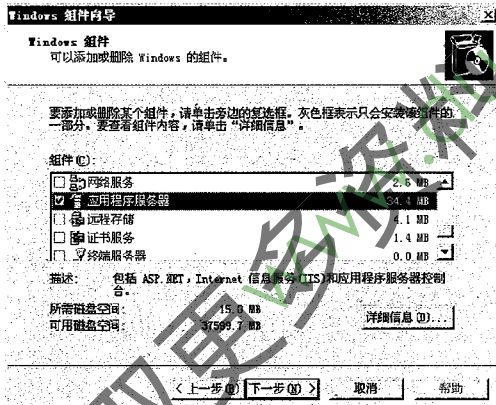 Windows 组件向导
Windows 组件
可以添加或删除 Windows 的组件。
要添加或删除某个组件，请单击旁边的复选框。灰色框表示只会安装该组件的
一部分。要查看组件内容，请单击“详细信息”。
组件(C):
网络服务 2.6 MB
应用程序服务器 34.4 MB
远程存储 4.1 MB
证书服务 1.4 MB
终端服务器 0.0 MB
描述: 包括 ASP.NET，Internet 信息服务(IIS)和应用程序服务器控制
台。
所需磁盘空间: 15.0 MB
可用磁盘空间: 37599.7 MB
详细信息(D)...
< 上一步(B) 下一步(N) > 取消 帮助
取更多资料